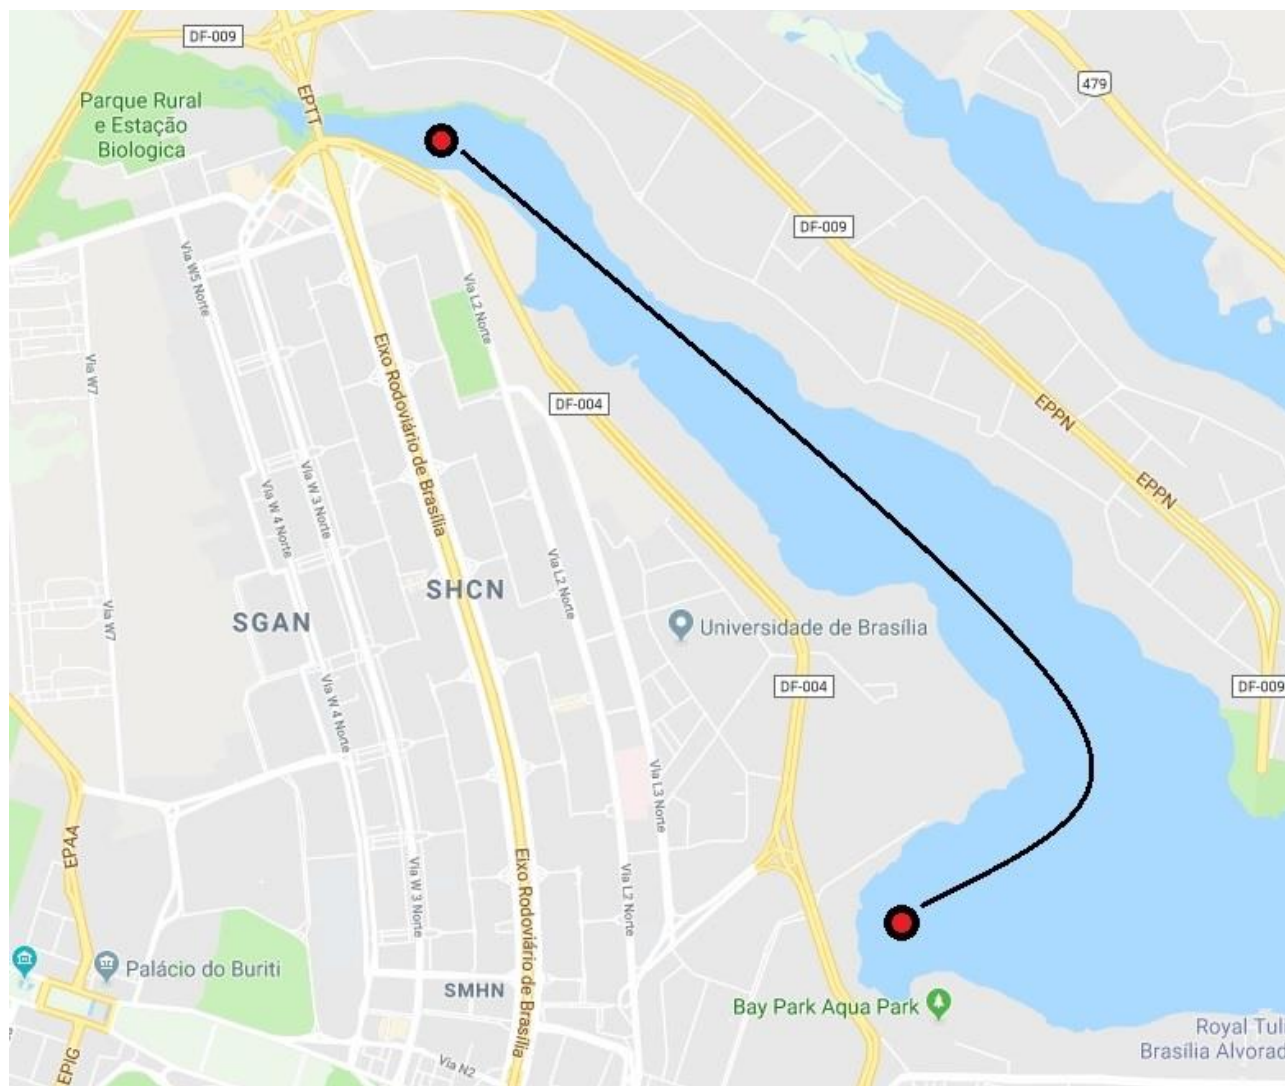 DF-009
479
Parque Rural
e Estação
Biologica
EPTT
DF-009
Via W5 Norte
Via L2 Norte
Via W7
Eixo Rodoviário de Brasília
DF-004
EPPN
EPPN
Via W 4 Norte
Via W 3 Norte
Via L2 Norte
SHCN
SGAN
Via W7
Universidade de Brasília
DF-004
DF-009
Via W 4 Norte
Via L3 Norte
EPAA
Via W 3 Norte
Eixo Rodoviário de Brasília
Via L2 Norte
Palácio do Buriti
SMHN
Bay Park Aqua Park
Royal Tuli
Brasília Alvorad
EPIG
Via N2